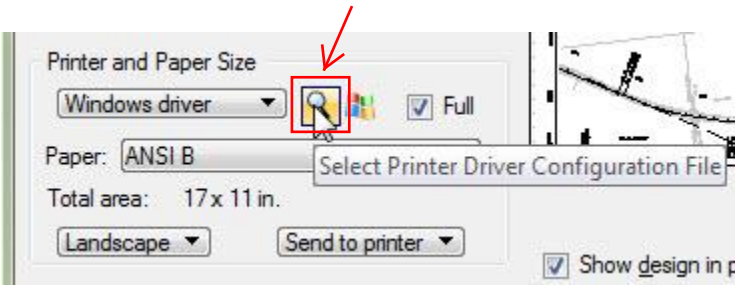 Printer and Paper Size
Windows driver
Full
Paper: ANSI B
Select Printer Driver Configuration File
Total area: 17 x 11 in.
Landscape
Send to printer
Show design in p